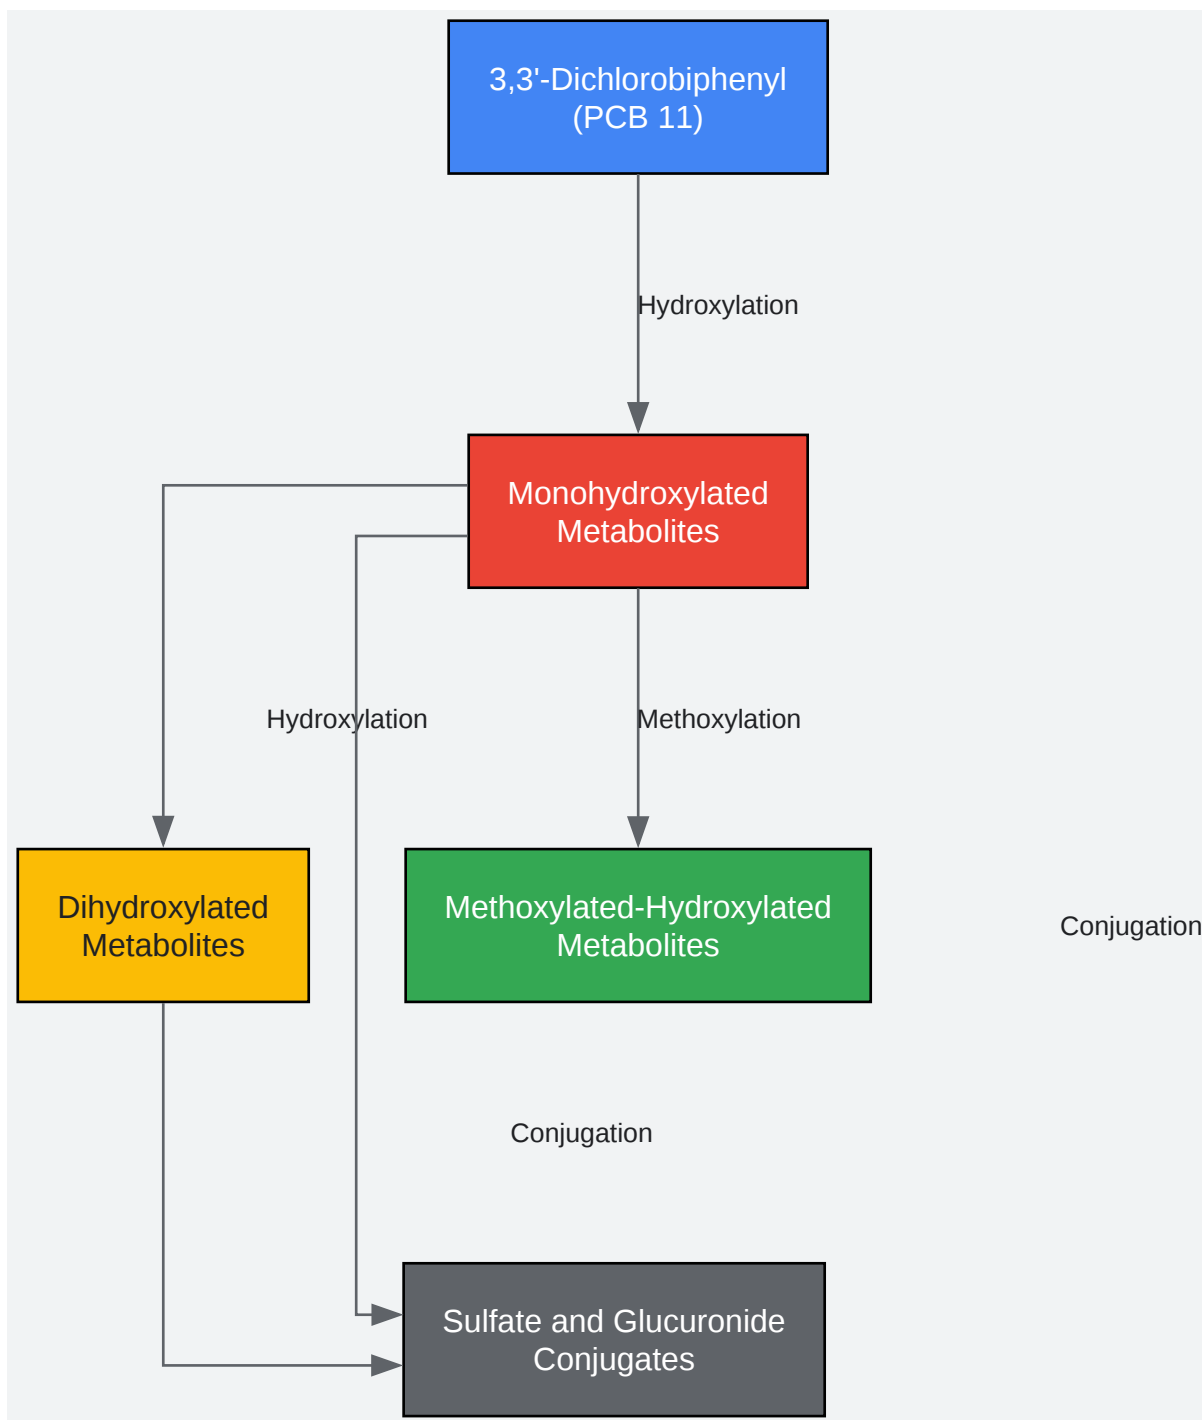 3,3'-Dichlorobiphenyl
(PCB 11)
Hydroxylation
Monohydroxylated
Metabolites
Hydroxylation
Methoxylation
Dihydroxylated
Metabolites
Methoxylated-Hydroxylated
Metabolites
Conjugation
Conjugation
Sulfate and Glucuronide
Conjugates